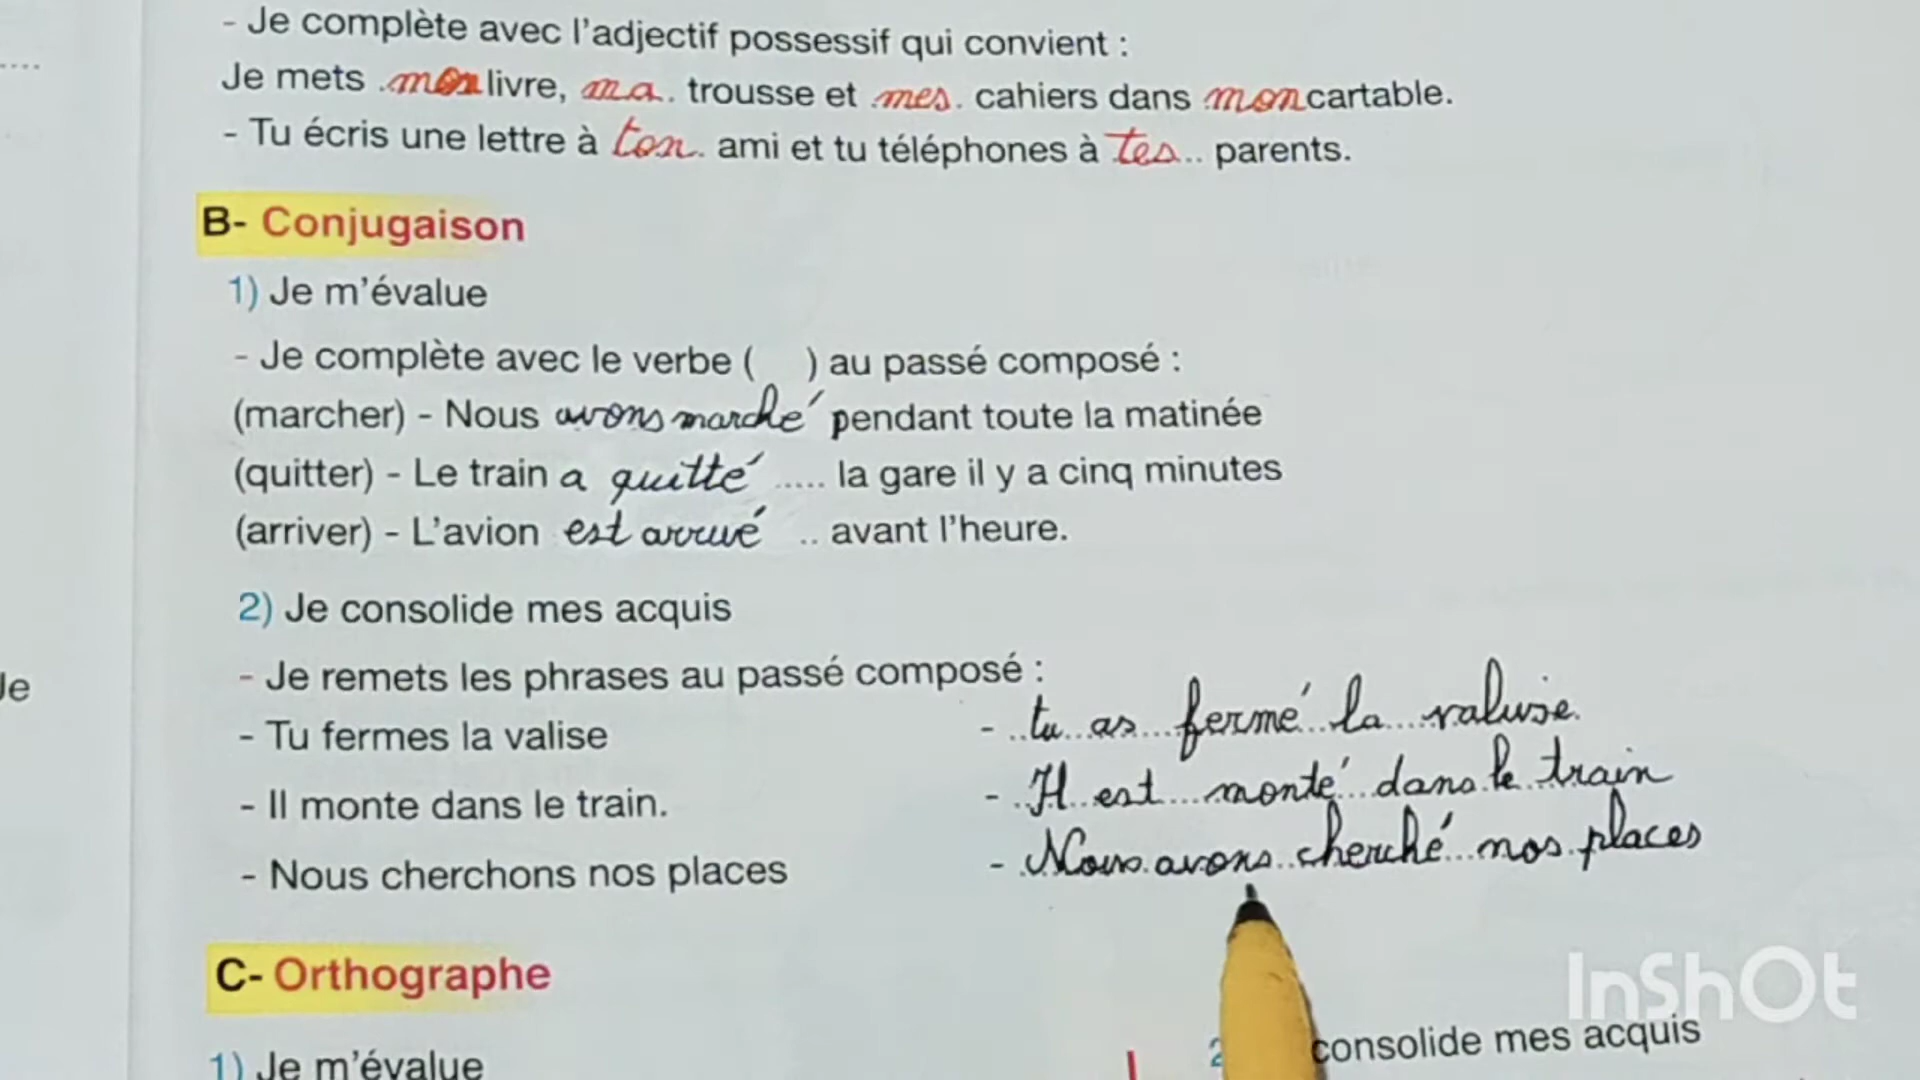 - Je complète avec l'adjectif possessif qui convient :
Je mets .mon livre, ma. trousse et .mes. cahiers dans mon cartable.
- Tu écris une lettre à ton.. ami et tu téléphones à tes... parents.
B- Conjugaison
1) Je m'évalue
- Je complète avec le verbe ( ) au passé composé :
(marcher) - Nous avons marché pendant toute la matinée
(quitter) - Le train a quitté ..... la gare il y a cinq minutes
(arriver) - L'avion est arrivé .. avant l'heure.
2) Je consolide mes acquis
Je
- Je remets les phrases au passé composé :
- Tu fermes la valise - ..tu as fermé la valise.
- Il monte dans le train. - .Il est monté dans le train
- Nous cherchons nos places - .Nous avons cherché nos places
C- Orthographe
InShOt
1) Je m'évalue
2 consolide mes acquis